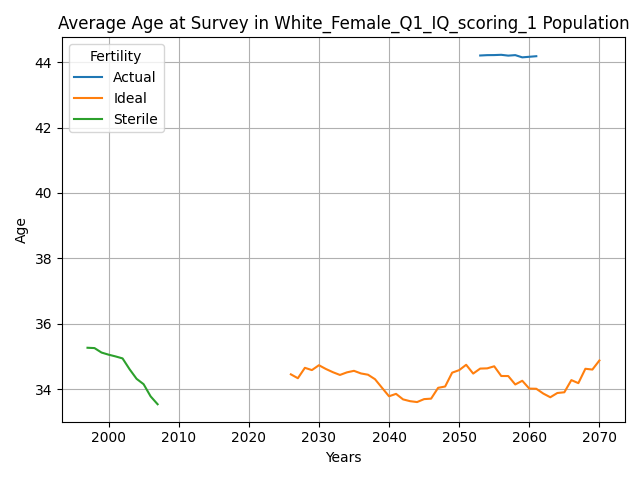 Average Age at Survey in White_Female_Q1_IQ_scoring_1 Population
Fertility
Actual
Ideal
Sterile
44
42
40
38
36
34
Age
2000 2010 2020 2030 2040 2050 2060 2070
Years